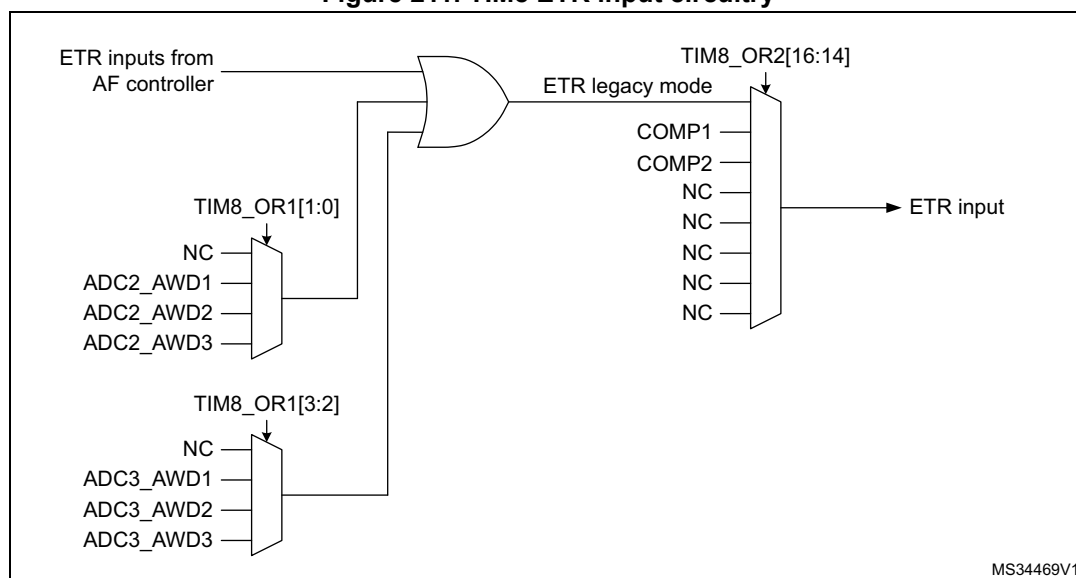 ETR inputs from
AF controller
ETR legacy mode
TIM8_OR2[16:14]
COMP1
COMP2
NC
NC
NC
NC
NC
ETR input
TIM8_OR1[1:0]
NC
ADC2_AWD1
ADC2_AWD2
ADC2_AWD3
TIM8_OR1[3:2]
NC
ADC3_AWD1
ADC3_AWD2
ADC3_AWD3
MS34469V1